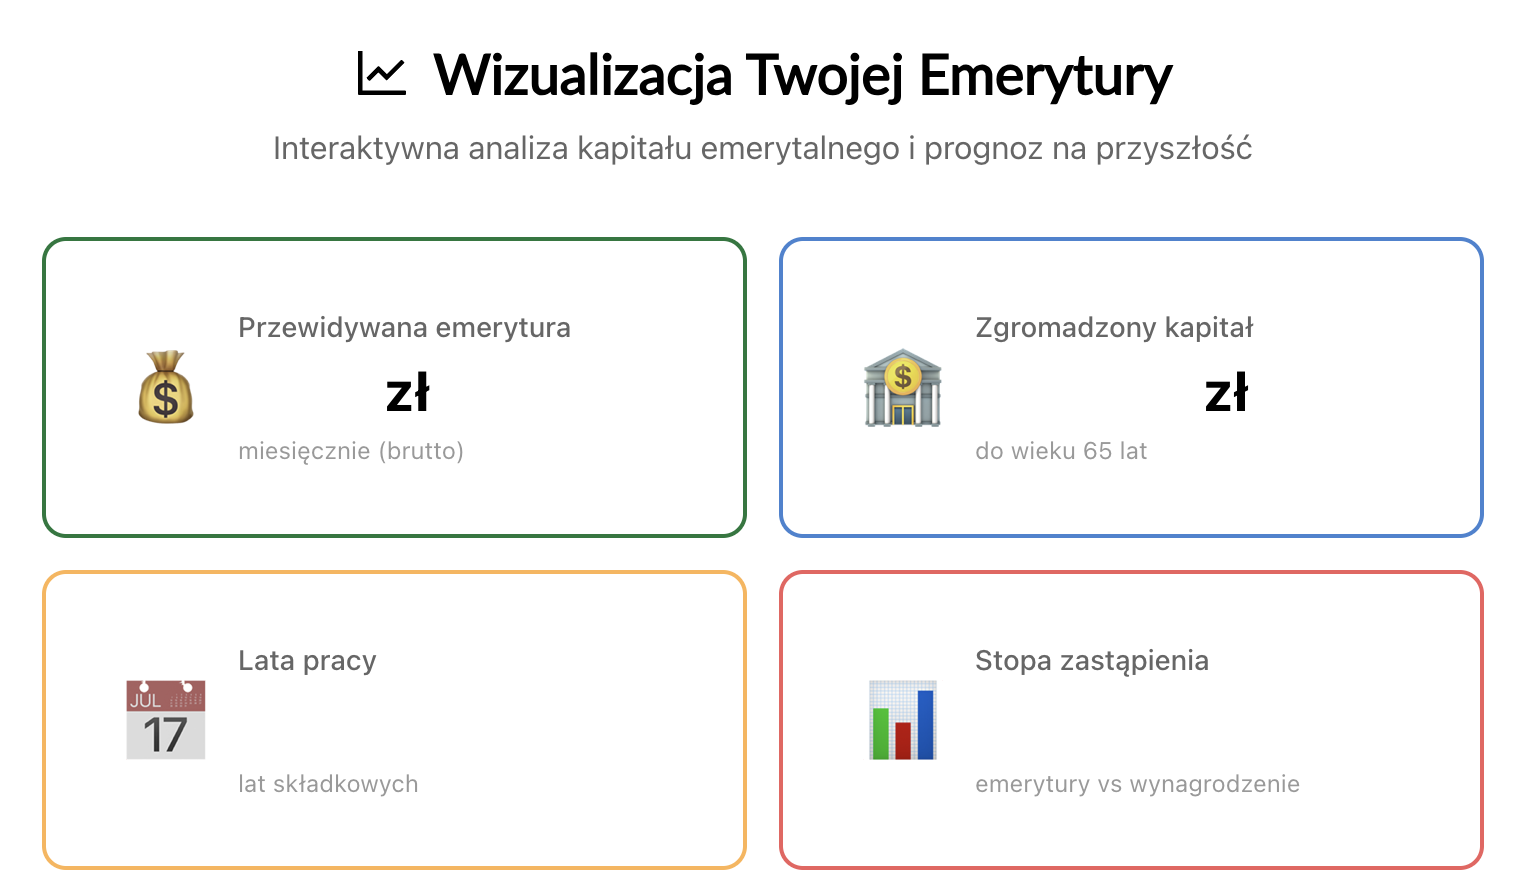 Wizualizacja Twojej Emerytury
Interaktywna analiza kapitału emerytalnego i prognoz na przyszłość
Przewidywana emerytura
zł
miesięcznie (brutto)
Zgromadzony kapitał
zł
do wieku 65 lat
Lata pracy
JUL
17
lat składkowych
Stopa zastąpienia
emerytury vs wynagrodzenie